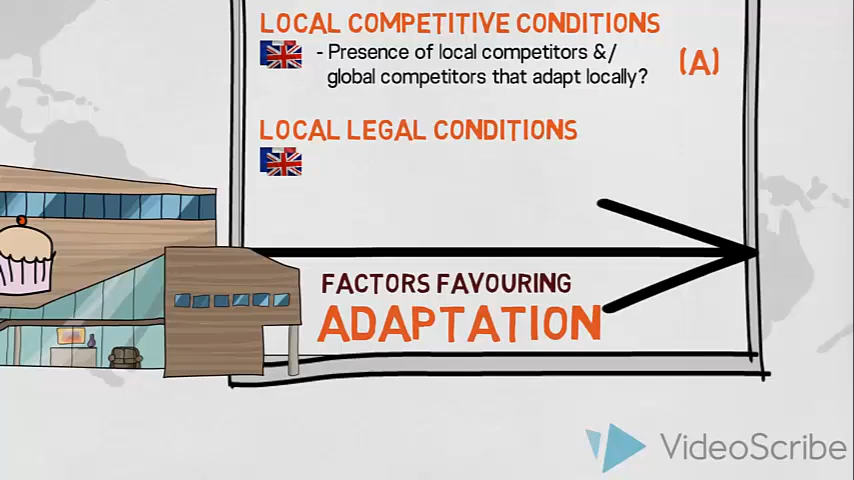 LOCAL COMPETITIVE CONDITIONS
- Presence of local competitors &/
global competitors that adapt locally?
(A)
LOCAL LEGAL CONDITIONS
FACTORS FAVOURING
ADAPTATION
VideoScribe